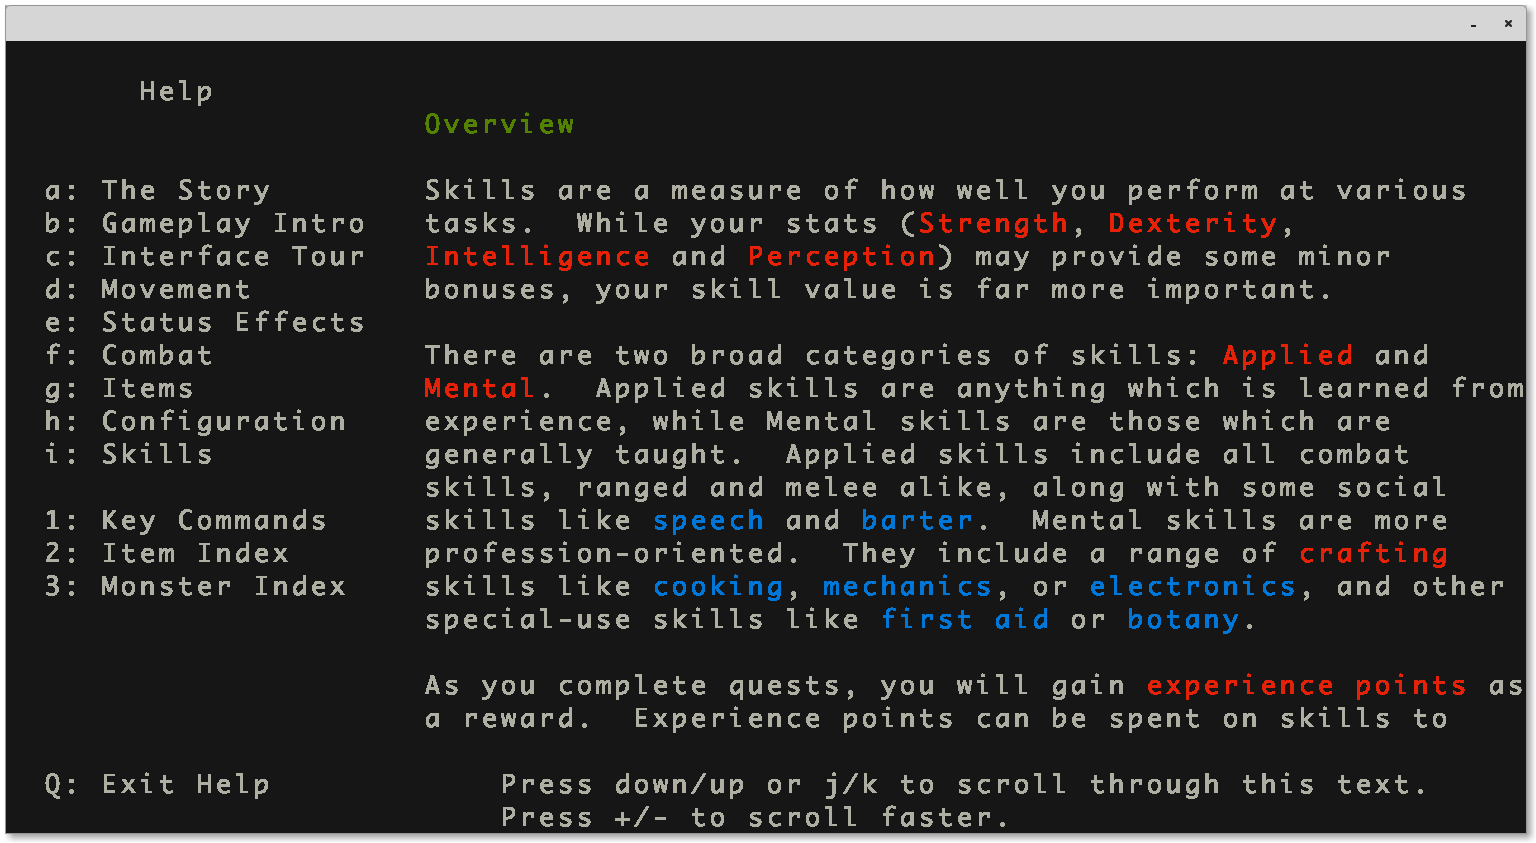 Help
Overview
a: The Story
b: Gameplay Intro
c: Interface Tour
d: Movement
e: Status Effects
f: Combat
g: Items
h: Configuration
i: Skills
1: Key Commands
2: Item Index
3: Monster Index
Q: Exit Help
Skills are a measure of how well you perform at various
tasks.  While your stats (Strength, Dexterity,
Intelligence and Perception) may provide some minor
bonuses, your skill value is far more important.
There are two broad categories of skills: Applied and
Mental.  Applied skills are anything which is learned from
experience, while Mental skills are those which are
generally taught.  Applied skills include all combat
skills, ranged and melee alike, along with some social
skills like speech and barter.  Mental skills are more
profession-oriented.  They include a range of crafting
skills like cooking, mechanics, or electronics, and other
special-use skills like first aid or botany.
As you complete quests, you will gain experience points as
a reward.  Experience points can be spent on skills to
Press down/up or j/k to scroll through this text.
Press +/- to scroll faster.